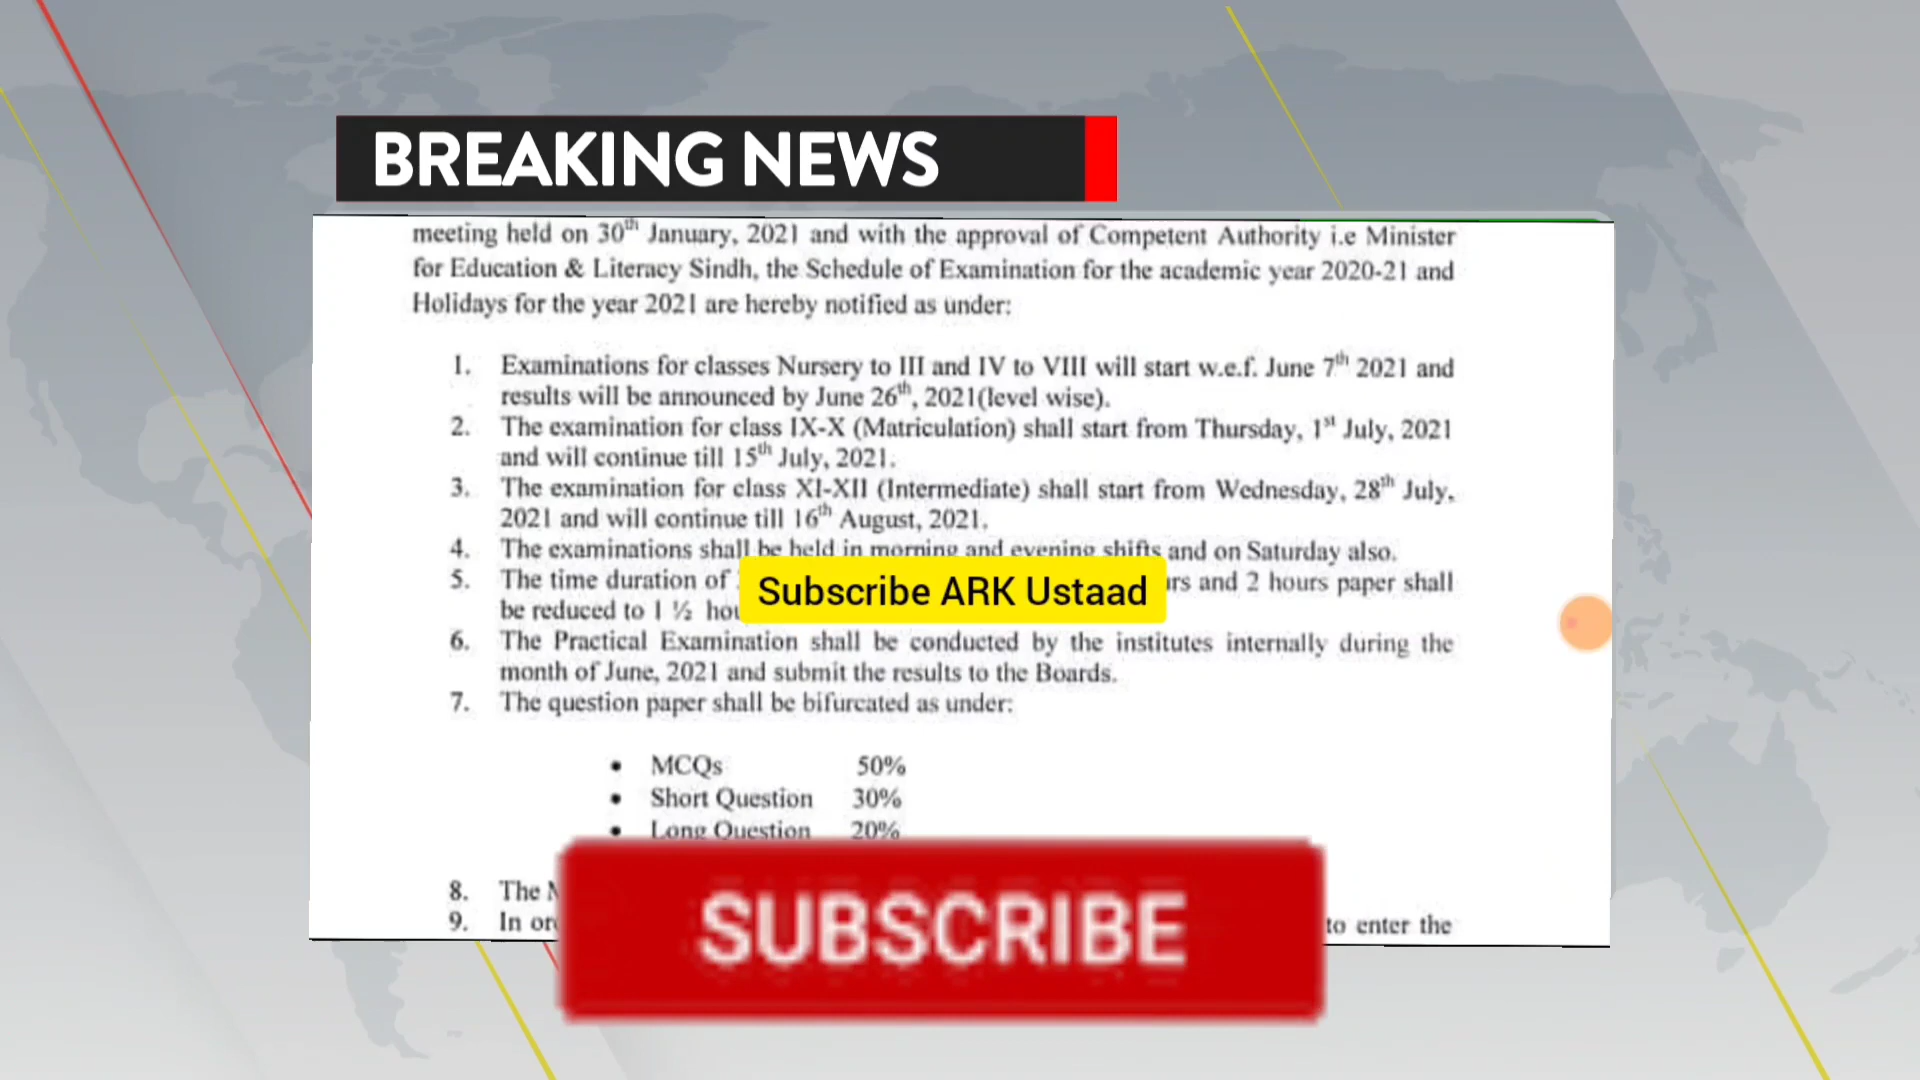 BREAKING NEWS
meeting held on 30th January, 2021 and with the approval of Competent Authority i.e Minister
for Education & Literacy Sindh, the Schedule of Examination for the academic year 2020-21 and
Holidays for the year 2021 are hereby notified as under:
1. Examinations for classes Nursery to III and IV to VIII will start w.e.f. June 7th 2021 and
results will be announced by June 26th, 2021(level wise).
2. The examination for class IX-X (Matriculation) shall start from Thursday, 1st July, 2021
and will continue till 15th July, 2021.
3. The examination for class XI-XII (Intermediate) shall start from Wednesday, 28th July,
2021 and will continue till 16th August, 2021.
4. The examinations shall be held in morning and evening shifts and on Saturday also.
5. The time duration of
and 2 hours paper shall
Subscribe ARK Ustaad
be reduced to 1 ½
6. The Practical Examination shall be conducted by the institutes internally during the
month of June, 2021 and submit the results to the Boards.
7. The question paper shall be bifurcated as under:
• MCQs 50%
• Short Question 30%
• Long Question 20%
8. The
9. In
to enter the
SUBSCRIBE